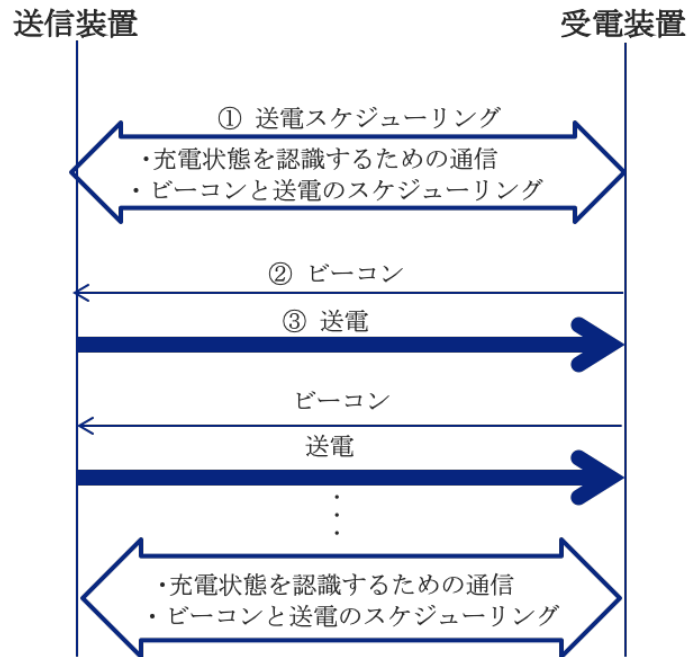 送信装置
受電装置
① 送電スケジューリング
・充電状態を認識するための通信
・ビーコンと送電のスケジューリング
② ビーコン
③ 送電
ビーコン
送電
・充電状態を認識するための通信
・ビーコンと送電のスケジューリング